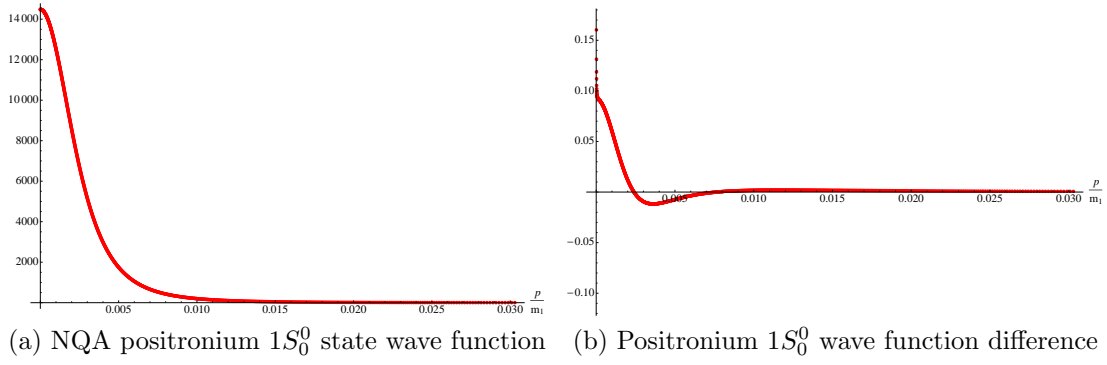 14000
12000
10000
8000
6000
4000
2000
0.005 0.010 0.015 0.020 0.025 0.030
p
m₁
0.15
0.10
0.05
−0.05
−0.10
0.005 0.010 0.015 0.020 0.025 0.030
p
m₁
(a) NQA positronium 1S₀⁰ state wave function
(b) Positronium 1S₀⁰ wave function difference